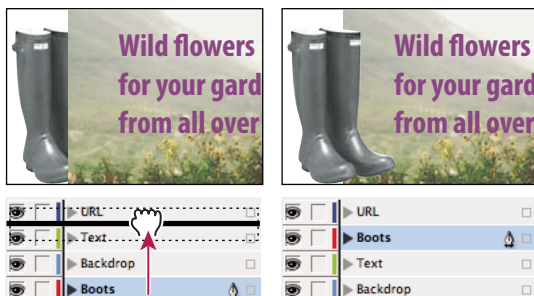 Wild flowers
for your gard
from all over
Wild flowers
for your gard
from all over
URL
Text
Backdrop
Boots
URL
Boots
Text
Backdrop